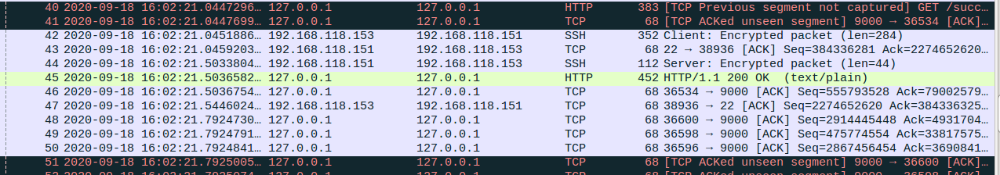 40 2020-09-18 16:02:21.0447296… 127.0.0.1 127.0.0.1 HTTP 383 [TCP Previous segment not captured] GET /succ…
41 2020-09-18 16:02:21.0447699… 127.0.0.1 127.0.0.1 TCP 68 [TCP ACKed unseen segment] 9000 → 36534 [ACK]…
42 2020-09-18 16:02:21.0451886… 192.168.118.153 192.168.118.151 SSH 352 Client: Encrypted packet (len=284)
43 2020-09-18 16:02:21.0459203… 192.168.118.151 192.168.118.153 TCP 68 22 → 38936 [ACK] Seq=384336281 Ack=2274652620…
44 2020-09-18 16:02:21.5033804… 192.168.118.151 192.168.118.153 SSH 112 Server: Encrypted packet (len=44)
45 2020-09-18 16:02:21.5036582… 127.0.0.1 127.0.0.1 HTTP 452 HTTP/1.1 200 OK (text/plain)
46 2020-09-18 16:02:21.5036754… 127.0.0.1 127.0.0.1 TCP 68 36534 → 9000 [ACK] Seq=555793528 Ack=79002579…
47 2020-09-18 16:02:21.5446024… 192.168.118.153 192.168.118.151 TCP 68 38936 → 22 [ACK] Seq=2274652620 Ack=384336325…
48 2020-09-18 16:02:21.7924730… 127.0.0.1 127.0.0.1 TCP 68 36600 → 9000 [ACK] Seq=2914445448 Ack=4931704…
49 2020-09-18 16:02:21.7924791… 127.0.0.1 127.0.0.1 TCP 68 36598 → 9000 [ACK] Seq=475774554 Ack=33817575…
50 2020-09-18 16:02:21.7924841… 127.0.0.1 127.0.0.1 TCP 68 36596 → 9000 [ACK] Seq=2867456454 Ack=3690841…
51 2020-09-18 16:02:21.7925005… 127.0.0.1 127.0.0.1 TCP 68 [TCP ACKed unseen segment] 9000 → 36600 [ACK]…